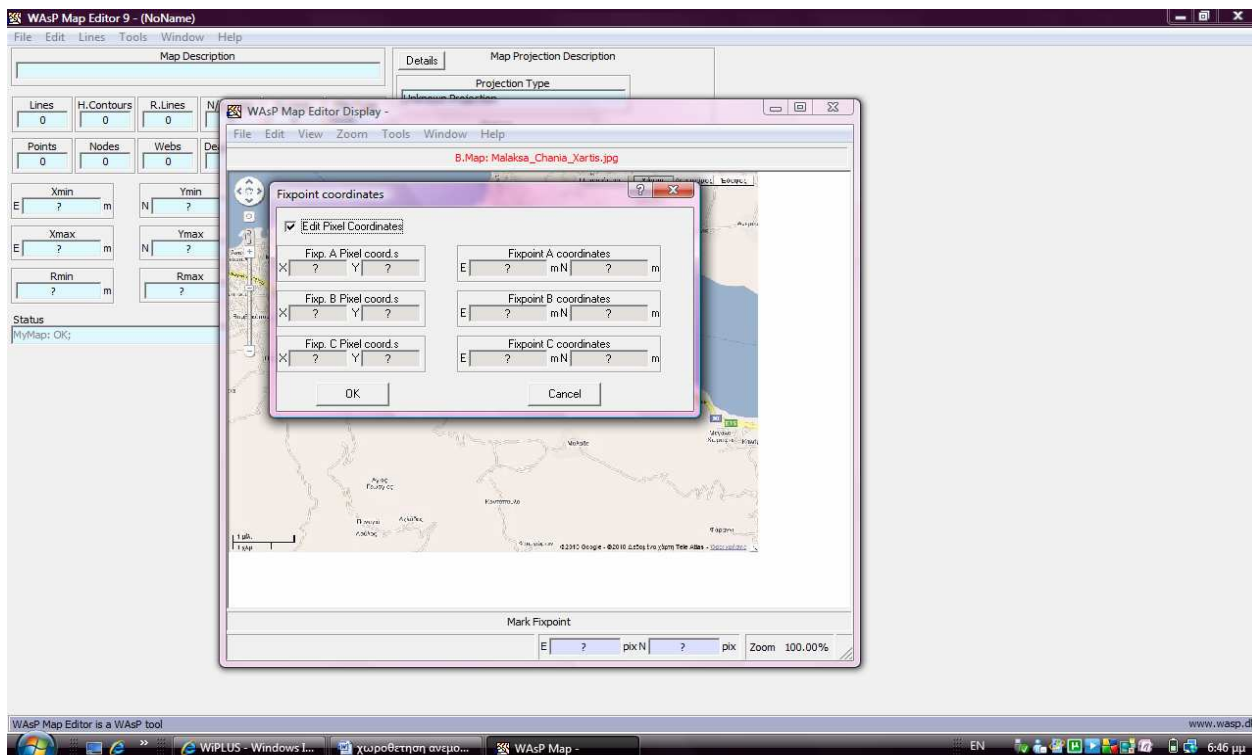 WAsP Map Editor 9 - (NoName)
File Edit Lines Tools Window Help
Map Description
Details Map Projection Description
Projection Type
Unknown Projection
Lines H.Contours R.Lines
0 0 0
Points Nodes Webs
0 0 0
Xmin Ymin
E ? m N ?
Xmax Ymax
E ? m N ?
Rmin Rmax
? m ?
Status
MyMap: OK;
WAsP Map Editor Display -
File Edit View Zoom Tools Window Help
B.Map: Malaksa_Chania_Xartis.jpg
Fixpoint coordinates
Edit Pixel Coordinates
Fixp. A Pixel coord.s Fixpoint A coordinates
X ? Y ? E ? m N ? m
Fixp. B Pixel coord.s Fixpoint B coordinates
X ? Y ? E ? m N ? m
Fixp. C Pixel coord.s Fixpoint C coordinates
X ? Y ? E ? m N ? m
OK Cancel
Mark Fixpoint
E ? pix N ? pix Zoom 100.00%
WAsP Map Editor is a WAsP tool www.wasp.d
WiPLUS - Windows I... χωροθετηση ανεμο... WAsP Map - EN 6:46 μμ